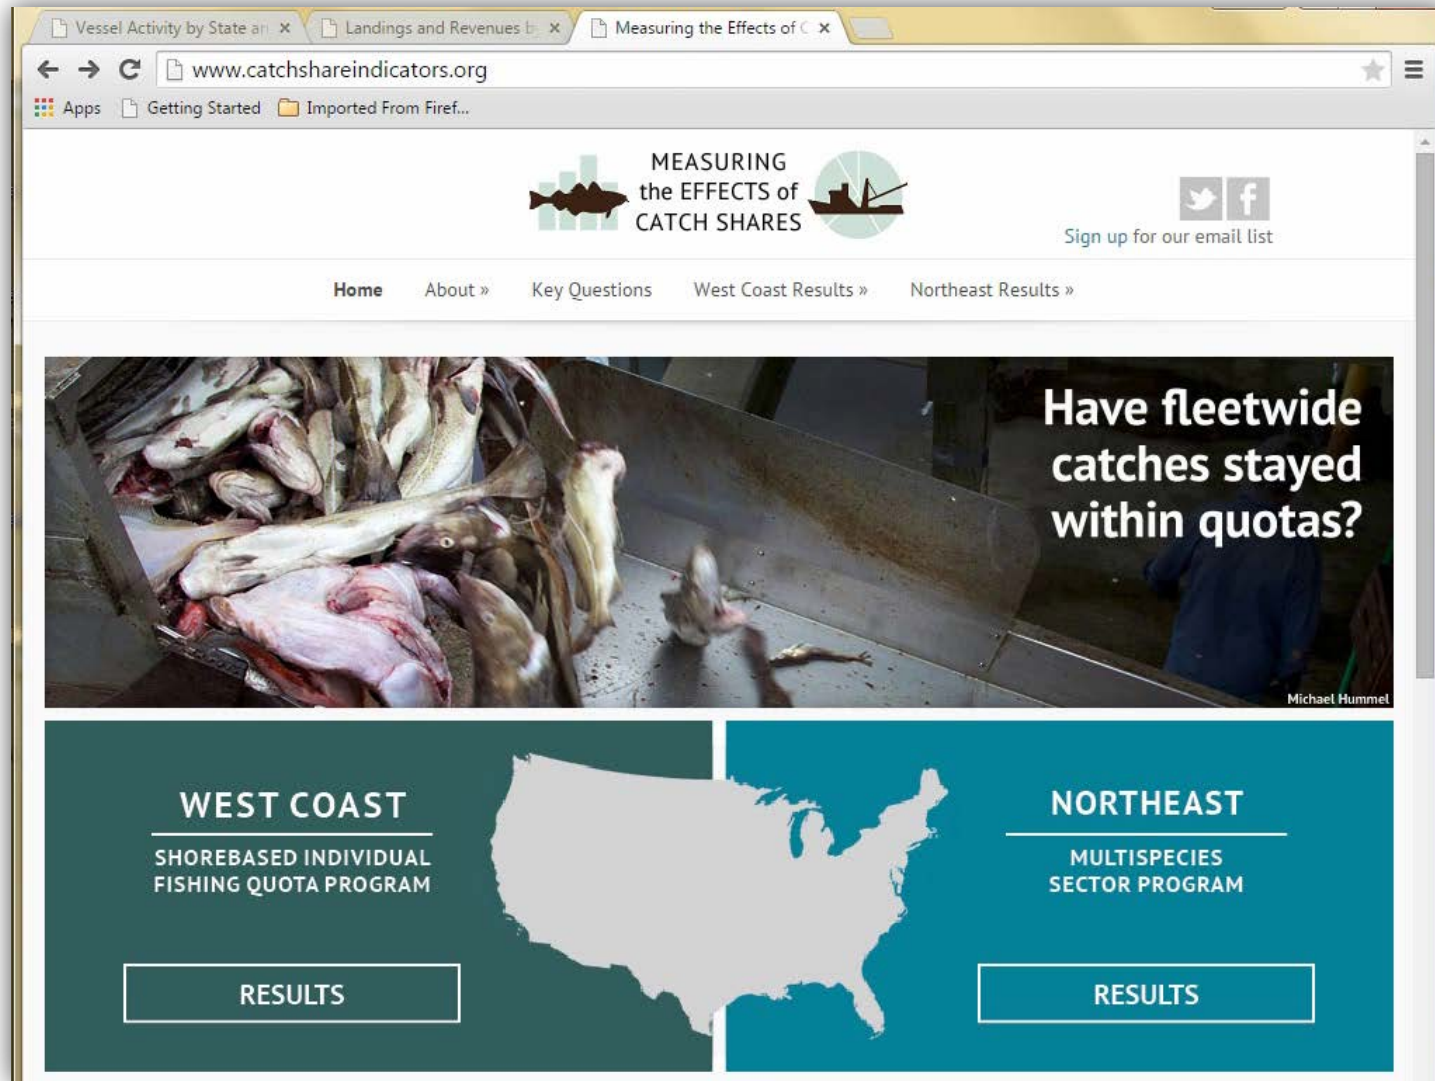 Vessel Activity by State an
Landings and Revenues b
Measuring the Effects of C
www.catchshareindicators.org
Apps Getting Started Imported From Firef...
MEASURING
the EFFECTS of
CATCH SHARES
Sign up for our email list
Home About » Key Questions West Coast Results » Northeast Results »
Have fleetwide
catches stayed
within quotas?
Michael Hummel
WEST COAST
SHOREBASED INDIVIDUAL
FISHING QUOTA PROGRAM
RESULTS
NORTHEAST
MULTISPECIES
SECTOR PROGRAM
RESULTS